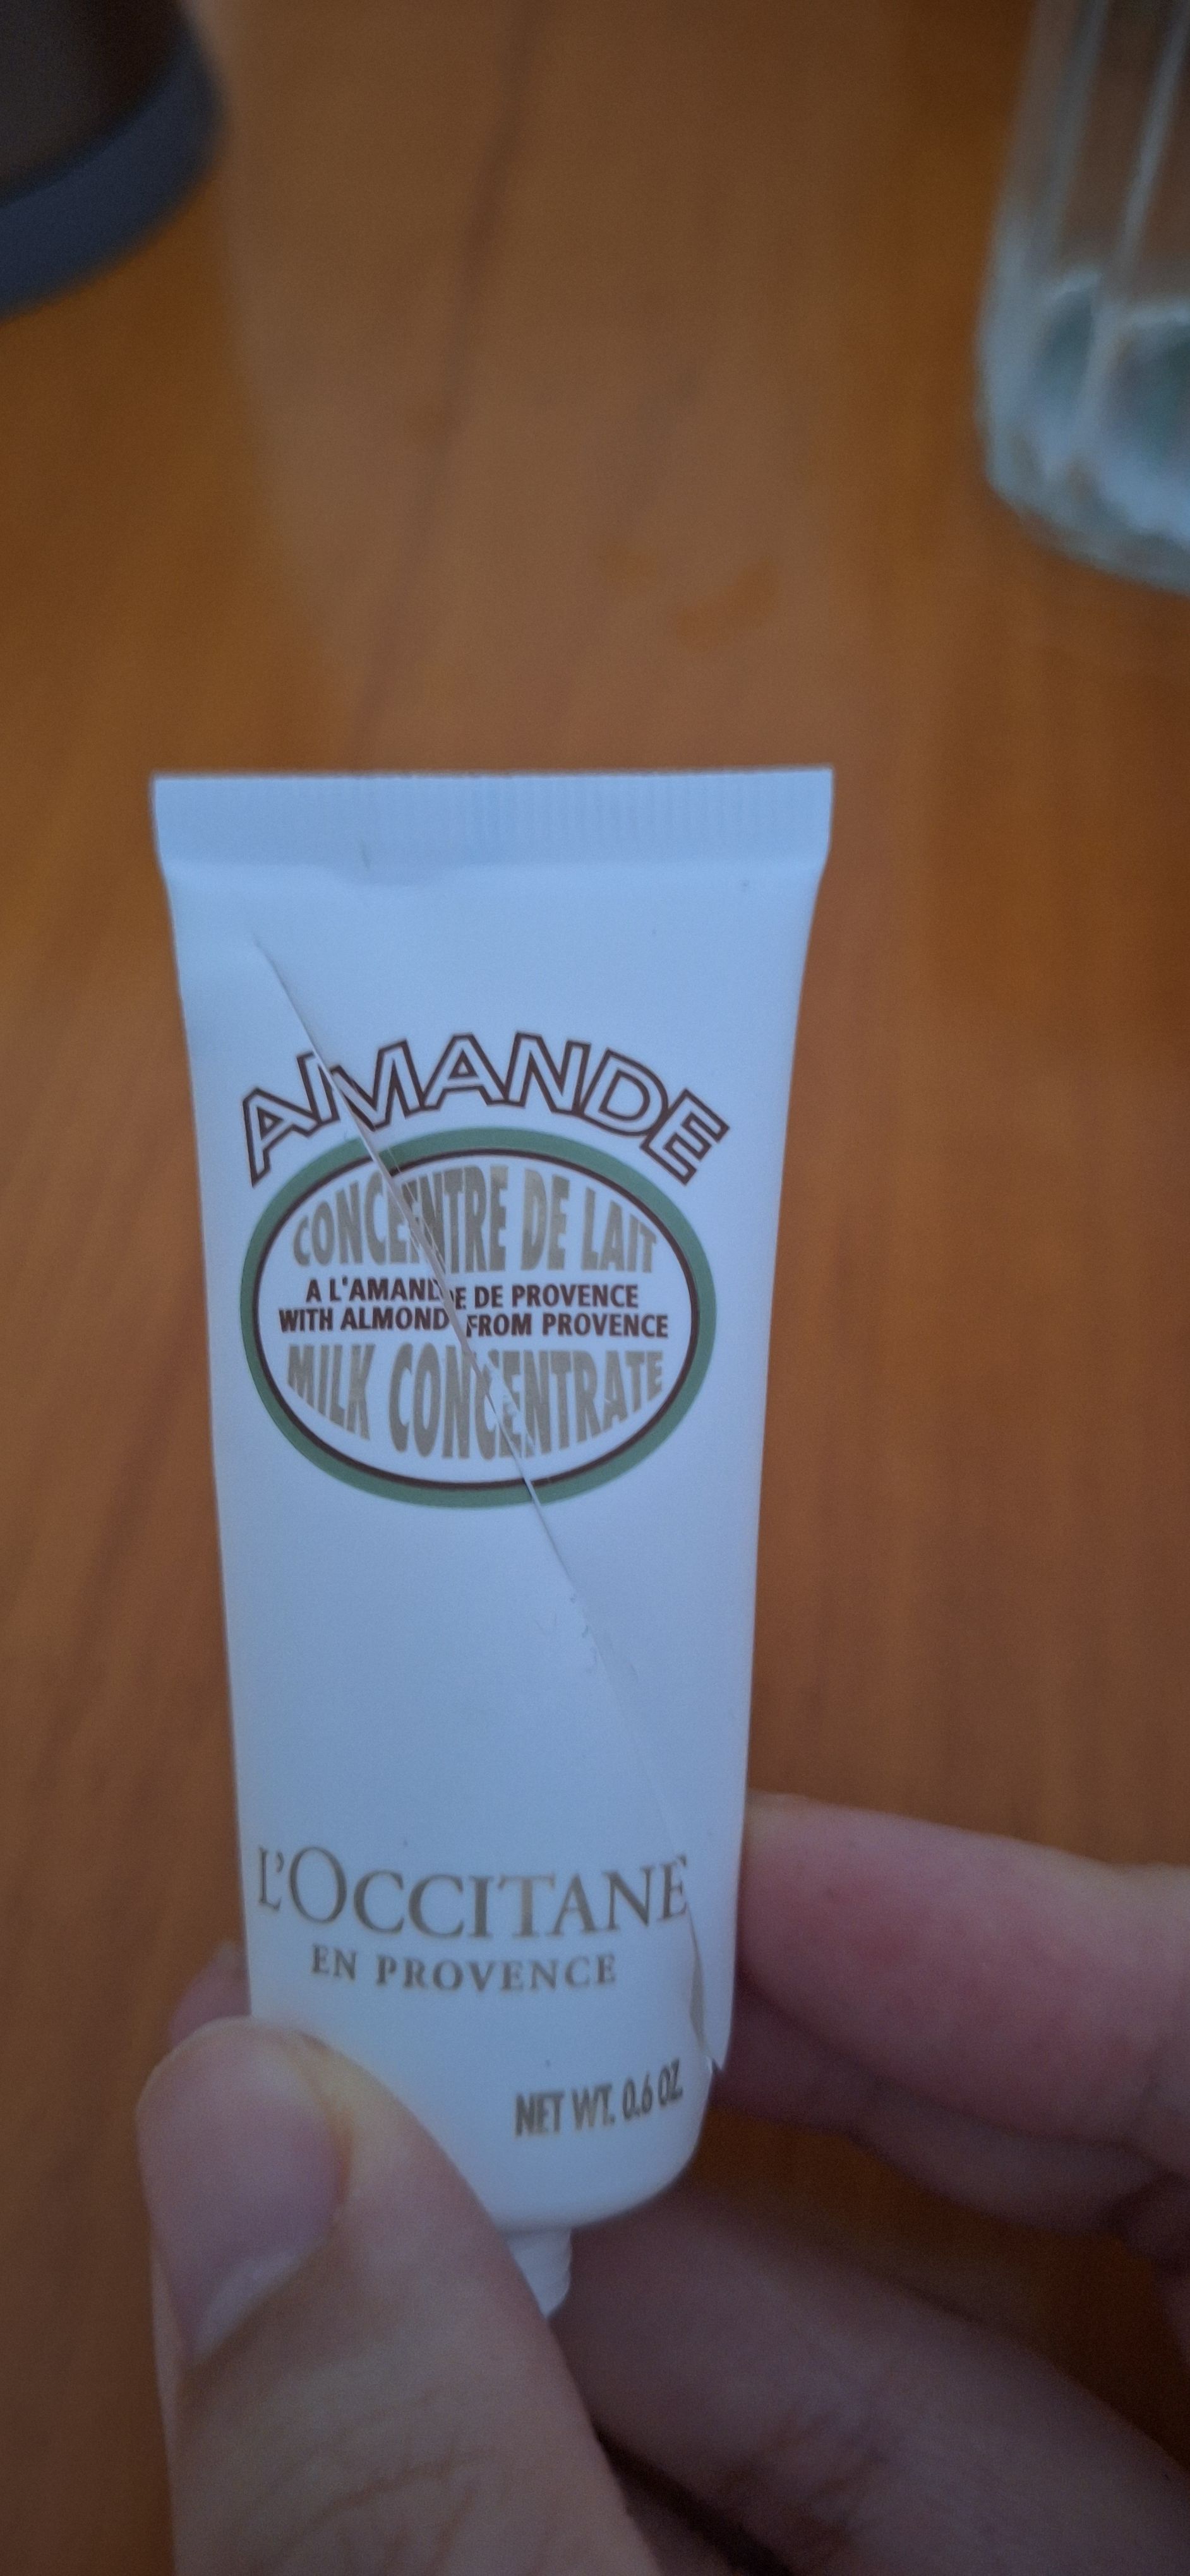 AMANDE
CONCENTRE DE LAIT
A L'AMANDE DE PROVENCE
WITH ALMOND FROM PROVENCE
MILK CONCENTRATE
L'OCCITANE
EN PROVENCE
NET WT. 0.6 OZ.